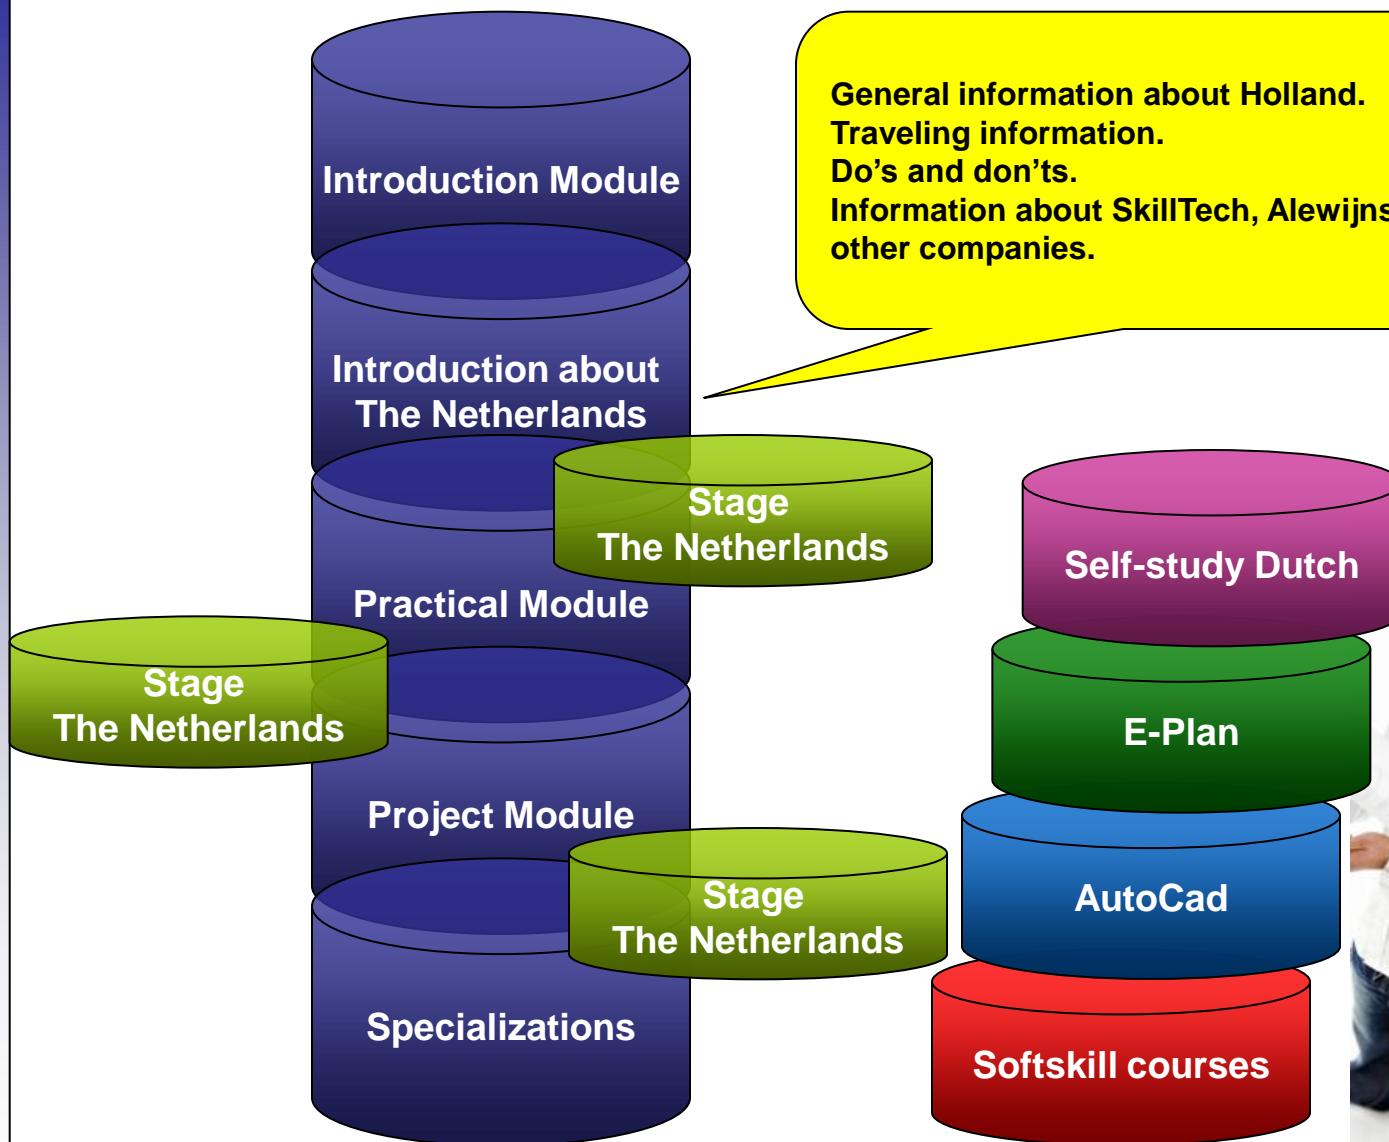 Introduction Module
General information about Holland.
Traveling information.
Do's and don'ts.
Information about SkillTech, Alewijns
other companies.
Introduction about
The Netherlands
Stage
The Netherlands
Practical Module
Stage
The Netherlands
Project Module
Stage
The Netherlands
Specializations
Self-study Dutch
E-Plan
AutoCad
Softskill courses